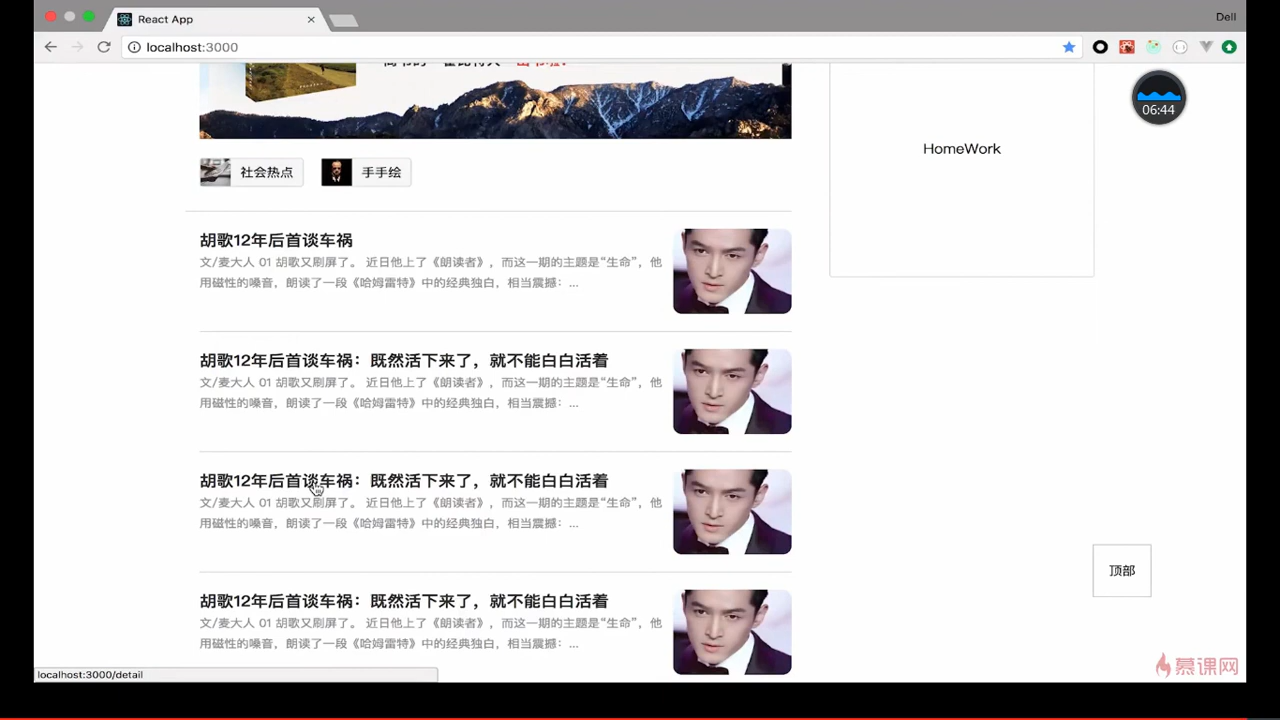 React App
Dell
localhost:3000
出书啦!
06:44
HomeWork
社会热点
手手绘
胡歌12年后首谈车祸
文/麦大人 01 胡歌又刷屏了。 近日他上了《朗读者》，而这一期的主题是“生命”，他
用磁性的嗓音，朗读了一段《哈姆雷特》中的经典独白，相当震撼：...
胡歌12年后首谈车祸：既然活下来了，就不能白白活着
文/麦大人 01 胡歌又刷屏了。 近日他上了《朗读者》，而这一期的主题是“生命”，他
用磁性的嗓音，朗读了一段《哈姆雷特》中的经典独白，相当震撼：...
胡歌12年后首谈车祸：既然活下来了，就不能白白活着
文/麦大人 01 胡歌又刷屏了。 近日他上了《朗读者》，而这一期的主题是“生命”，他
用磁性的嗓音，朗读了一段《哈姆雷特》中的经典独白，相当震撼：...
顶部
胡歌12年后首谈车祸：既然活下来了，就不能白白活着
文/麦大人 01 胡歌又刷屏了。 近日他上了《朗读者》，而这一期的主题是“生命”，他
用磁性的嗓音，朗读了一段《哈姆雷特》中的经典独白，相当震撼：...
localhost:3000/detail
慕课网